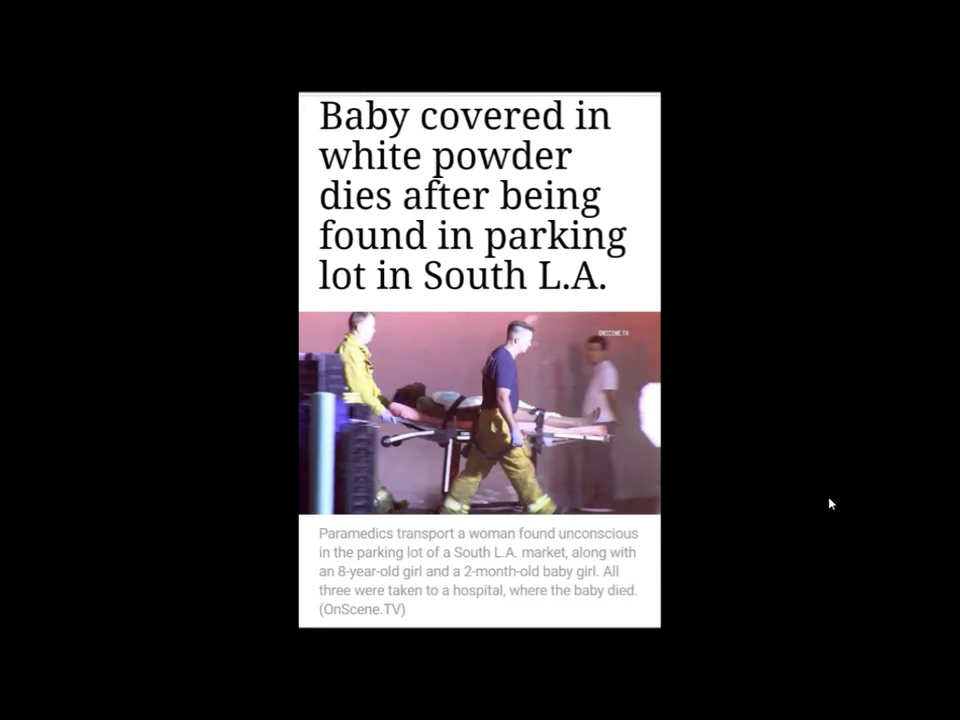 Baby covered in
white powder
dies after being
found in parking
lot in South L.A.
ONSCENE.TV
Paramedics transport a woman found unconscious
in the parking lot of a South L.A. market, along with
an 8-year-old girl and a 2-month-old baby girl. All
three were taken to a hospital, where the baby died.
(OnScene.TV)